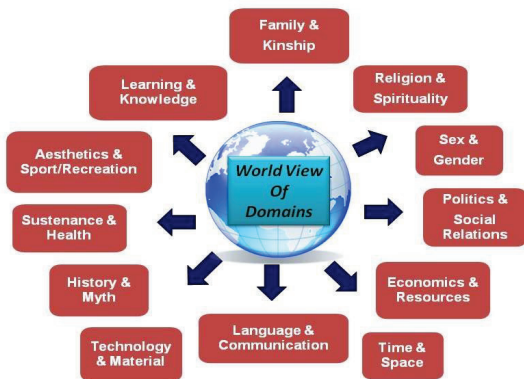 Family &
Kinship
Religion &
Spirituality
Sex &
Gender
Politics &
Social
Relations
Economics &
Resources
Time &
Space
Language &
Communication
Technology
& Material
History &
Myth
Sustenance &
Health
Aesthetics &
Sport/Recreation
Learning &
Knowledge
World View
Of
Domains